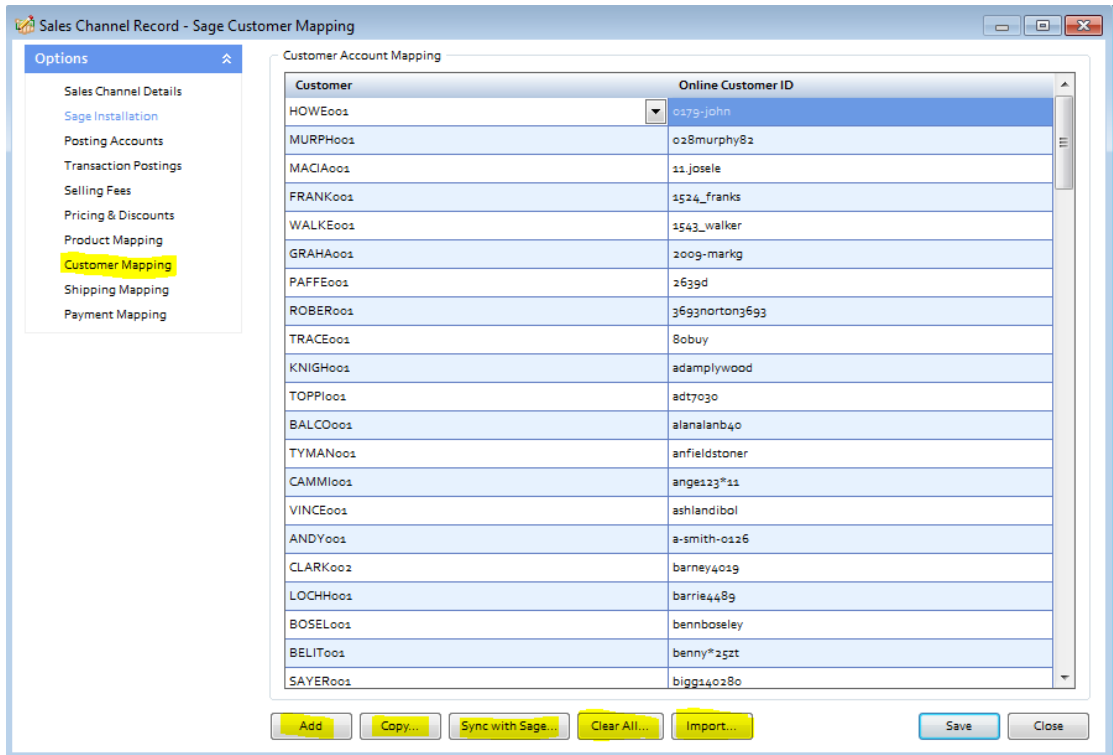 Sales Channel Record - Sage Customer Mapping
Options
Sales Channel Details
Sage Installation
Posting Accounts
Transaction Postings
Selling Fees
Pricing & Discounts
Product Mapping
Customer Mapping
Shipping Mapping
Payment Mapping
Customer Account Mapping
Customer Online Customer ID
HOWE001 0179-john
MURPH001 028murphy82
MACIA001 11.josele
FRANK001 1524_franks
WALKE001 1543_walker
GRAHA001 2009-markg
PAFFE001 2639d
ROBER001 3693norton3693
TRACE001 80buy
KNIGH001 adamplywood
TOPPI001 adt7030
BALCO001 alanalanb40
TYMAN001 anfieldstoner
CAMMI001 ange123*11
VINCE001 ashlandibol
ANDY001 a-smith-0126
CLARK002 barney4019
LOCHH001 barrie4489
BOSEL001 bennboseley
BELIT001 benny*25zt
SAYER001 bigg140280
Add Copy... Sync with Sage... Clear All... Import... Save Close